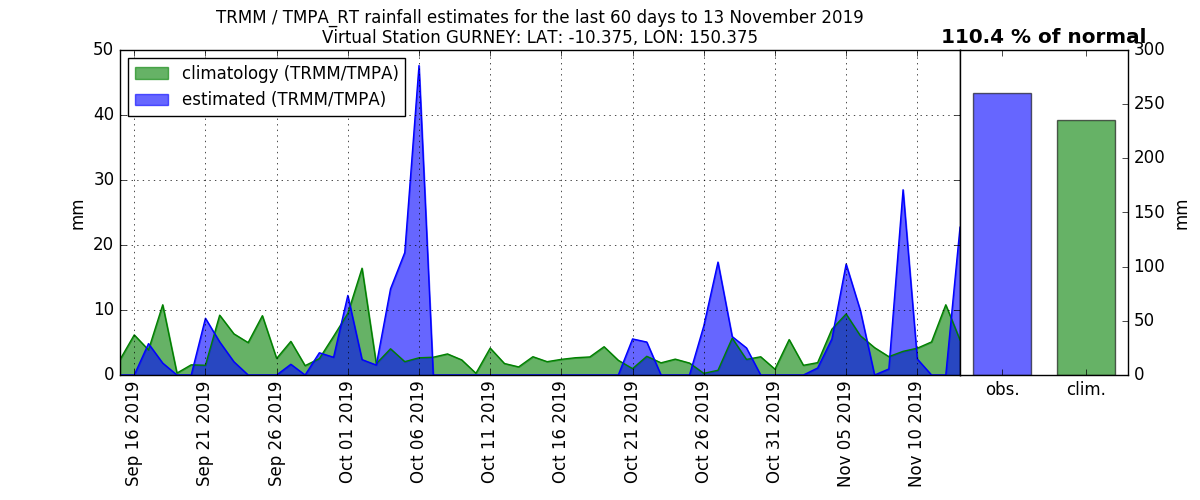 TRMM / TMPA_RT rainfall estimates for the last 60 days to 13 November 2019
Virtual Station GURNEY: LAT: -10.375, LON: 150.375
110.4 % of normal
climatology (TRMM/TMPA)
estimated (TRMM/TMPA)
50
40
30
20
10
0
mm
Sep 16 2019
Sep 21 2019
Sep 26 2019
Oct 01 2019
Oct 06 2019
Oct 11 2019
Oct 16 2019
Oct 21 2019
Oct 26 2019
Oct 31 2019
Nov 05 2019
Nov 10 2019
300
250
200
150
100
50
0
mm
obs.
clim.